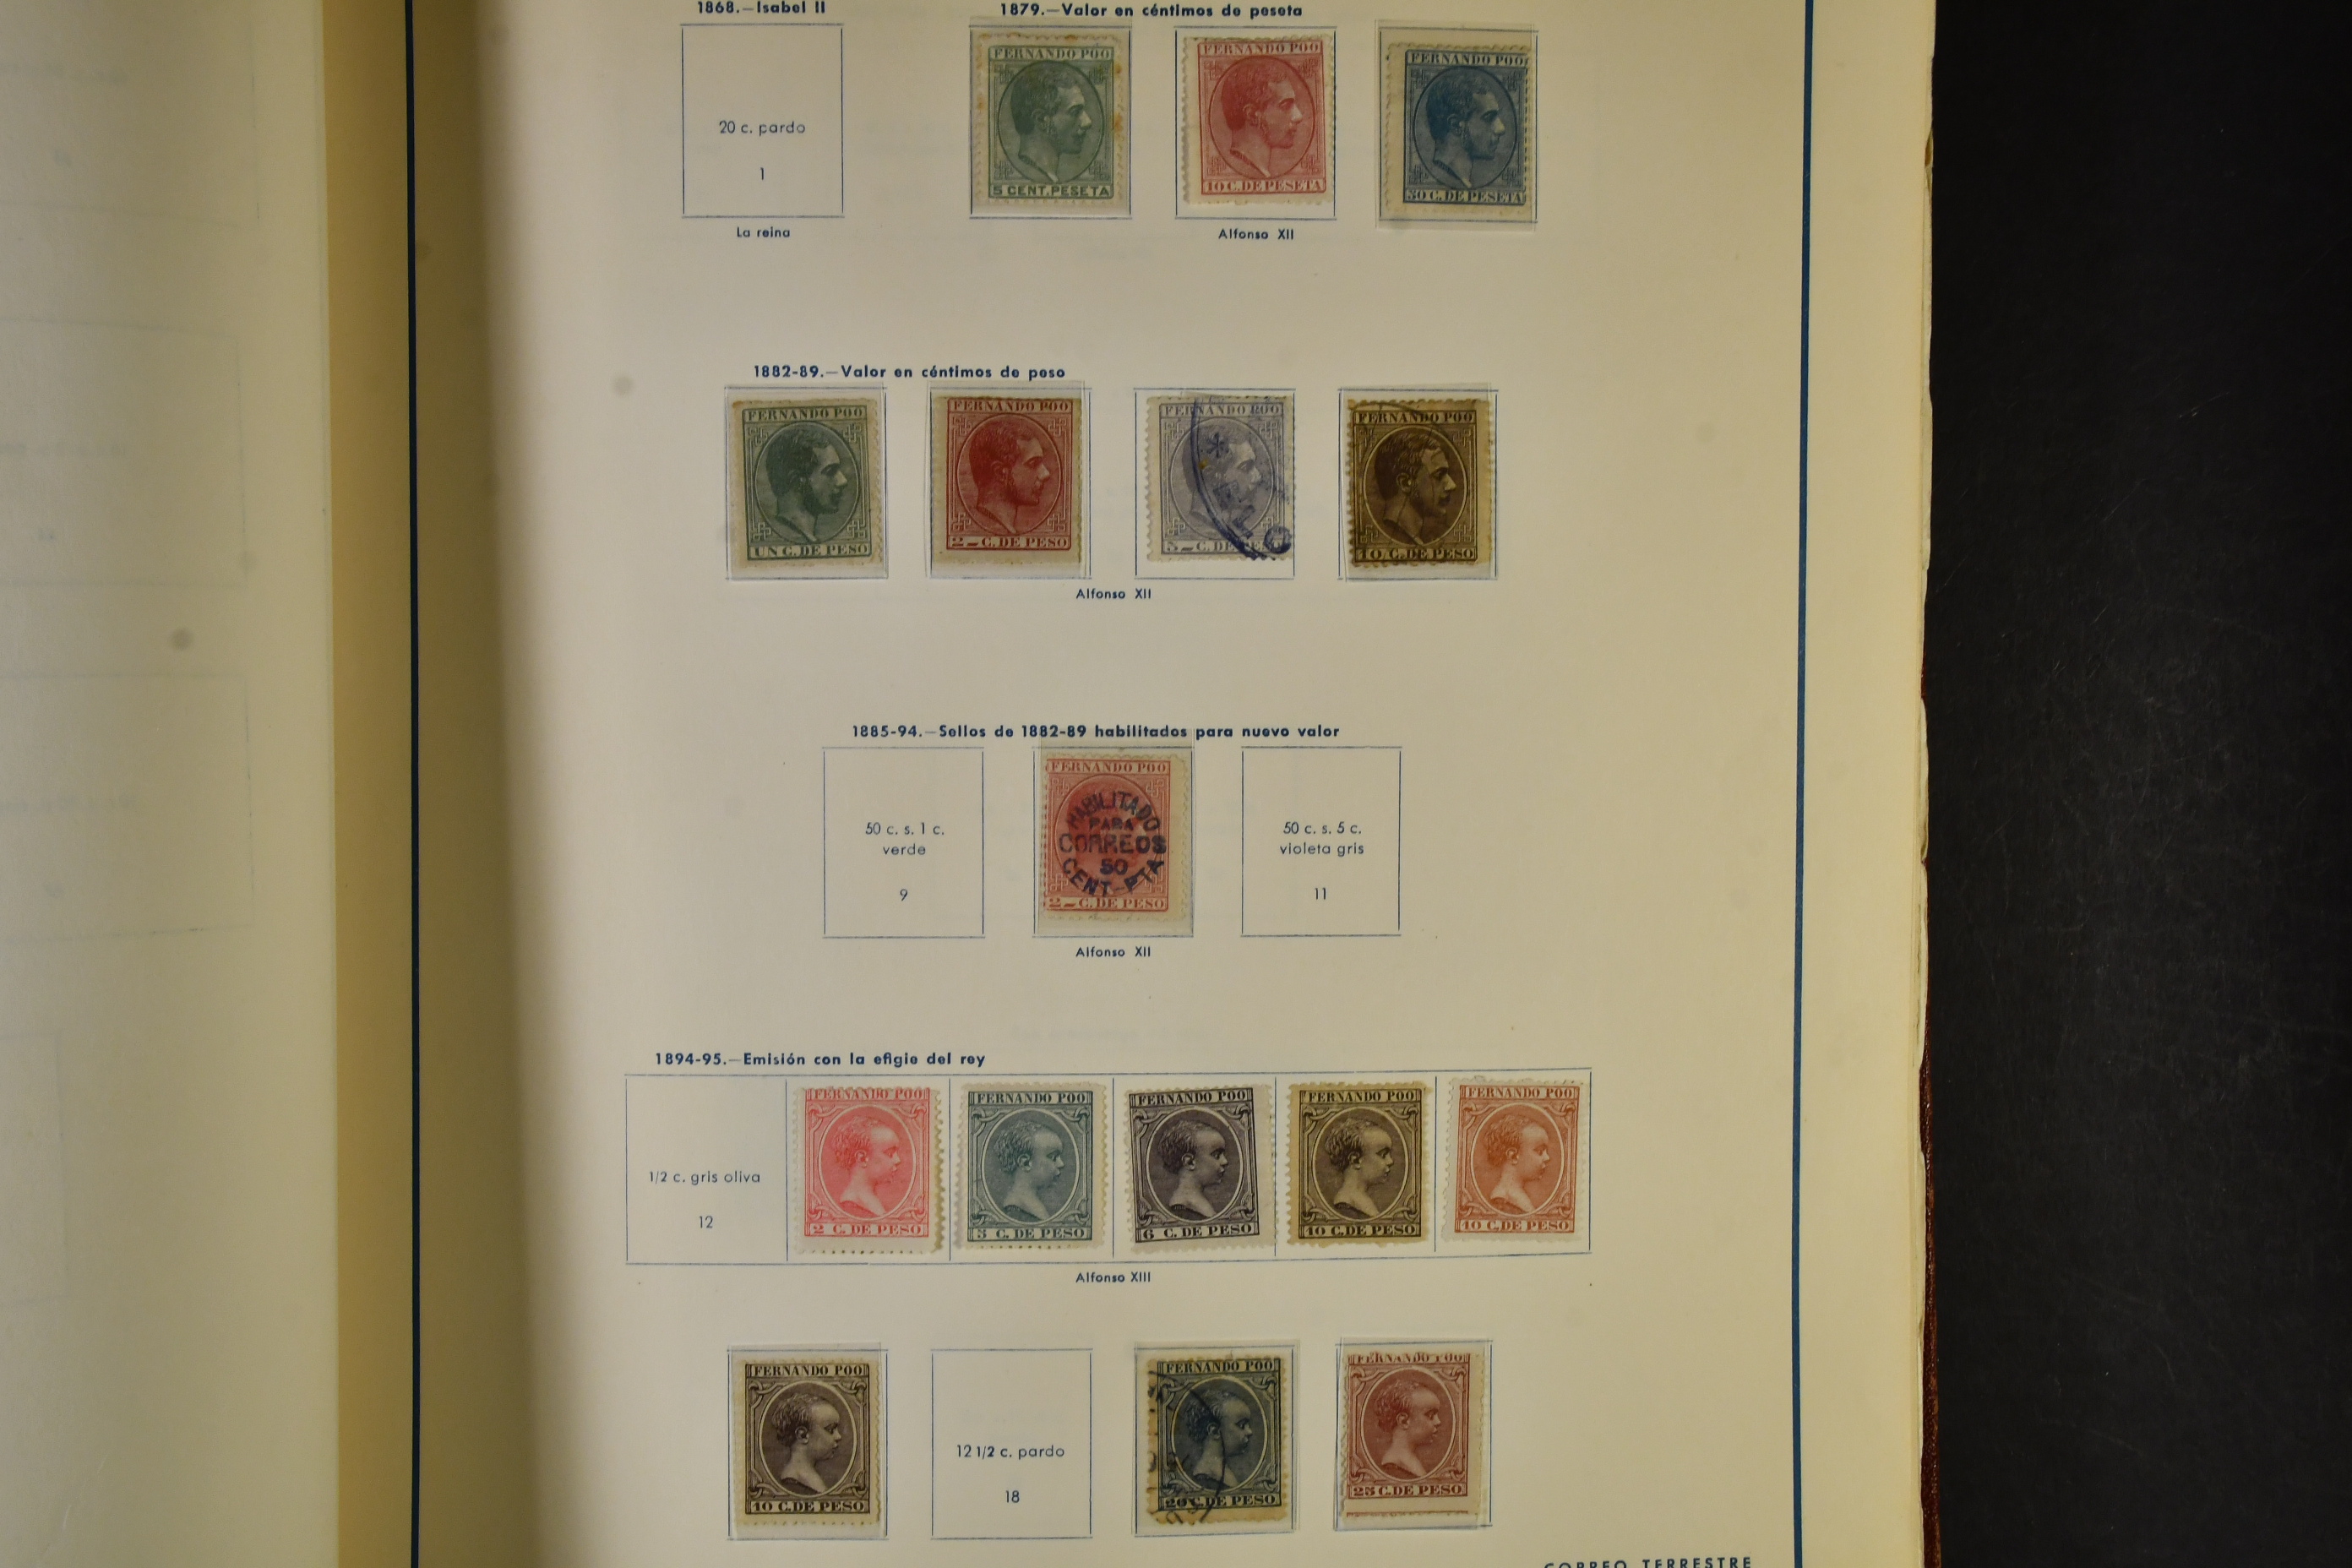 1868.—Isabel II
1879.—Valor en céntimos de peseta
20 c. pardo
1
La reina
FERNANDO POO
5 CENT. PESETA
FERNANDO POO
10 C. DE PESETA
FERNANDO POO
50 C. DE PESETA
Alfonso XII
1882-89.—Valor en céntimos de peso
FERNANDO POO
UN C. DE PESO
FERNANDO POO
2 - C. DE PESO
FERNANDO POO
5 - C. DE
FERNANDO POO
10 C. DE PESO
Alfonso XII
1885-94.—Sellos de 1882-89 habilitados para nuevo valor
50 c. s. 1 c.
verde
9
FERNANDO POO
HABILITADO
PARA
CORREOS
50
CENT-PTA
2 - C. DE PESO
50 c. s. 5 c.
violeta gris
11
Alfonso XII
1894-95.—Emisión con la efigie del rey
1/2 c. gris oliva
12
FERNANDO POO
2 C. DE PESO
FERNANDO POO
5 C. DE PESO
FERNANDO POO
6 C. DE PESO
FERNANDO POO
10 C. DE PESO
FERNANDO POO
10 C. DE PESO
Alfonso XIII
FERNANDO POO
10 C. DE PESO
12 1/2 c. pardo
18
FERNANDO POO
20 C. DE PESO
FERNANDO POO
25 C. DE PESO
CORREO TERRESTRE